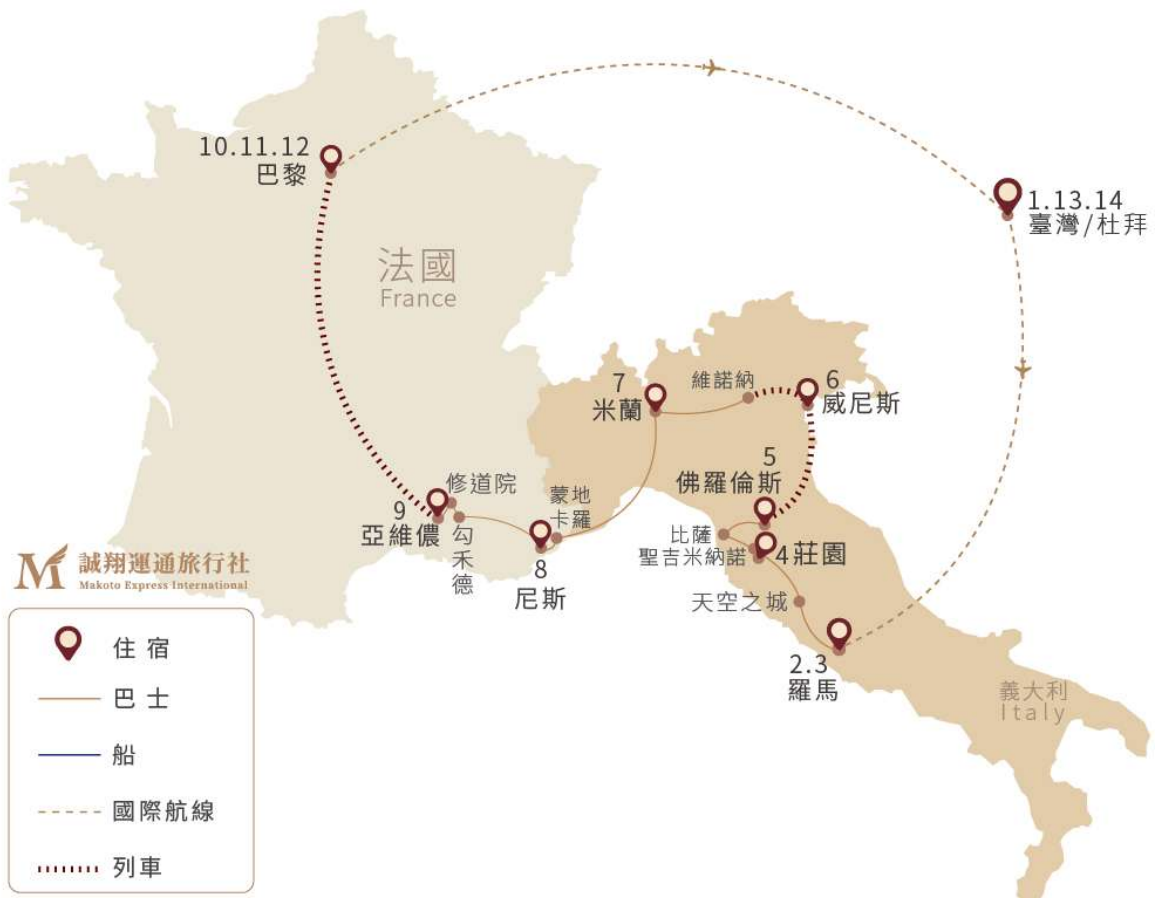 10.11.12
巴黎
1.13.14
臺灣/杜拜
法國
France
7
米蘭
維諾納
6
威尼斯
5
佛羅倫斯
修道院
9
亞維儂
勾禾德
蒙地
卡羅
8
尼斯
比薩
聖吉米納諾
4莊園
天空之城
2.3
羅馬
義大利
Italy
M 誠翔運通旅行社
Makoto Express International
住宿
巴士
船
國際航線
列車